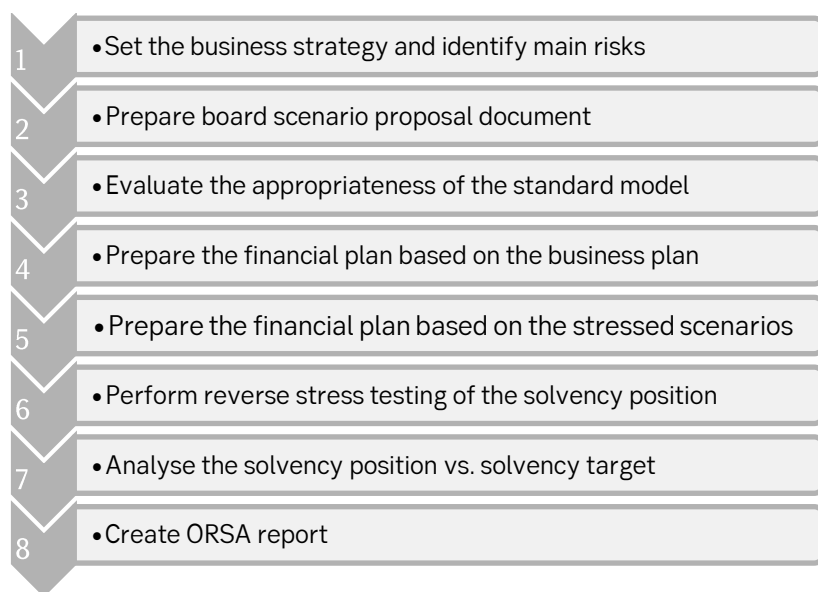 1
•Set the business strategy and identify main risks
2
•Prepare board scenario proposal document
3
•Evaluate the appropriateness of the standard model
4
•Prepare the financial plan based on the business plan
5
•Prepare the financial plan based on the stressed scenarios
6
•Perform reverse stress testing of the solvency position
7
•Analyse the solvency position vs. solvency target
8
•Create ORSA report